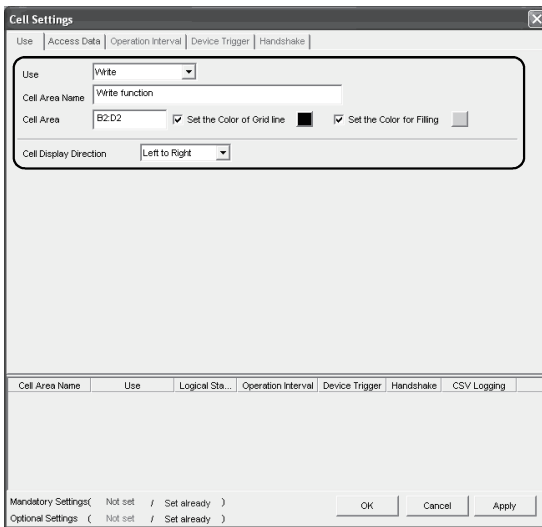 Cell Settings
Use Access Data Operation Interval Device Trigger Handshake
Use Write
Cell Area Name Write function
Cell Area B2:D2 Set the Color of Grid line Set the Color for Filling
Cell Display Direction Left to Right
Cell Area Name Use Logical Sta... Operation Interval Device Trigger Handshake CSV Logging
Mandatory Settings( Not set / Set already )
OK Cancel Apply
Optional Settings ( Not set / Set already )